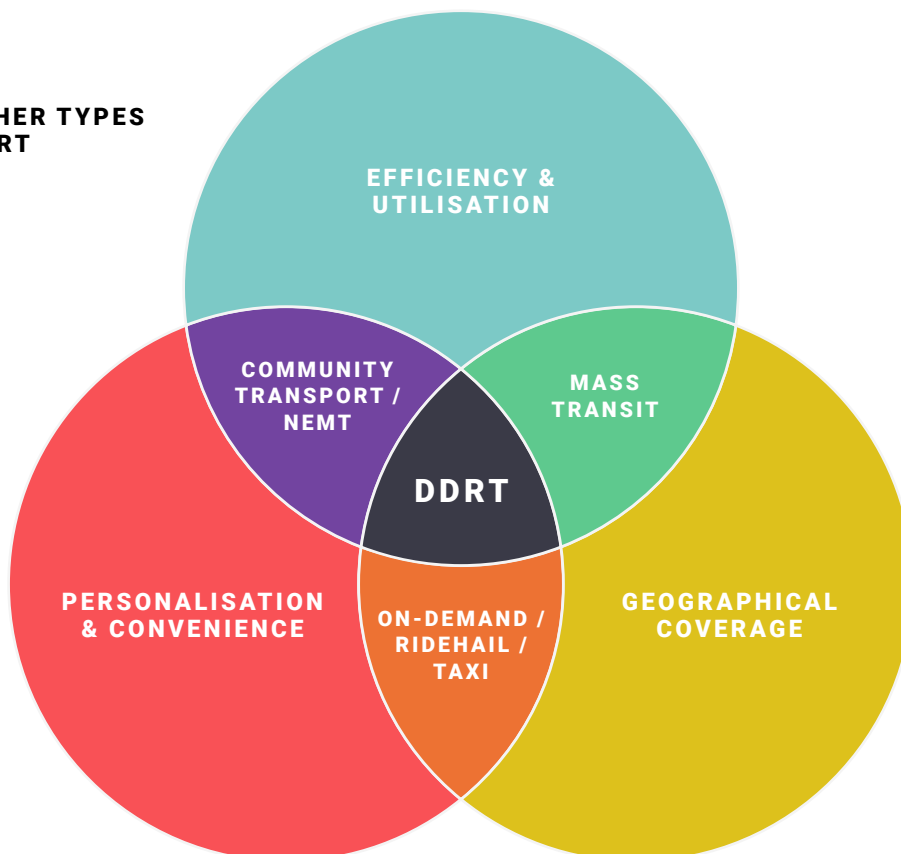 HER TYPES
RT
EFFICIENCY &
UTILISATION
COMMUNITY
TRANSPORT /
NEMT
MASS
TRANSIT
DDRT
PERSONALISATION
& CONVENIENCE
ON-DEMAND /
RIDEHAIL /
TAXI
GEOGRAPHICAL
COVERAGE